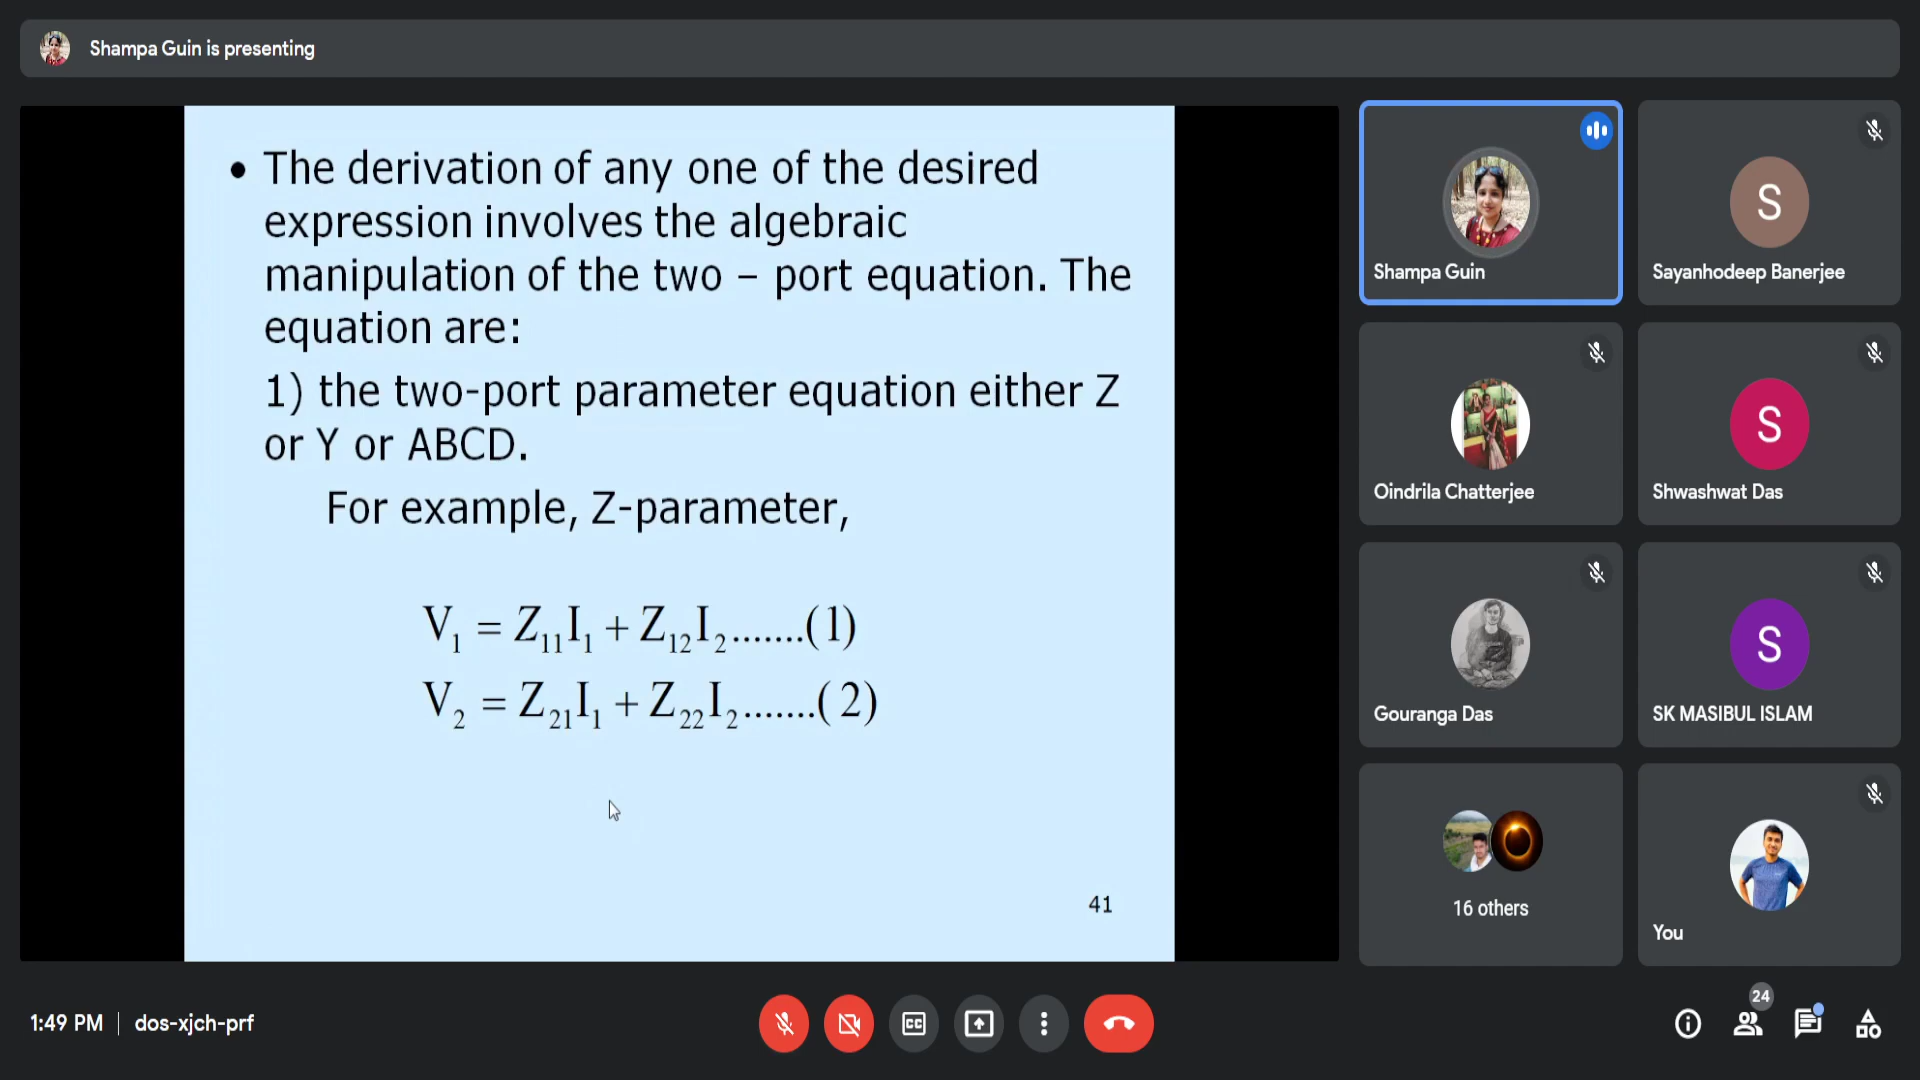 Shampa Guin is presenting
• The derivation of any one of the desired
expression involves the algebraic
manipulation of the two – port equation. The
equation are:
1) the two-port parameter equation either Z
or Y or ABCD.
For example, Z-parameter,
V₁ = Z₁₁I₁ + Z₁₂I₂.......(1)
V₂ = Z₂₁I₁ + Z₂₂I₂.......( 2)
41
Shampa Guin
Sayanhodeep Banerjee
S
Oindrila Chatterjee
Shwashwat Das
S
Gouranga Das
SK MASIBUL ISLAM
S
16 others
You
1:49 PM | dos-xjch-prf
CC
24